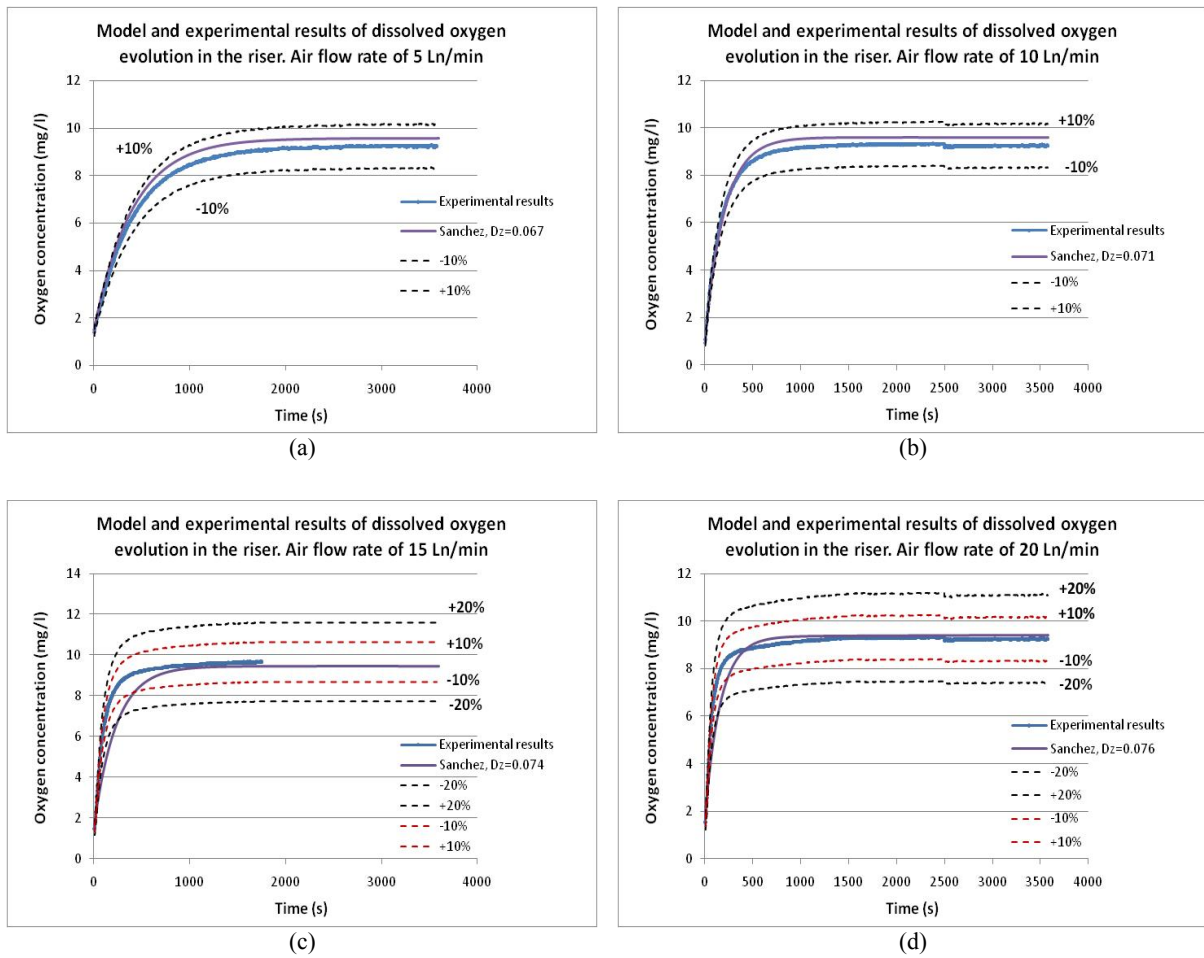 Model and experimental results of dissolved oxygen
evolution in the riser. Air flow rate of 5 Ln/min
Oxygen concentration (mg/l)
12
10
8
6
4
2
0
+10%
-10%
Experimental results
Sanchez, Dz=0.067
-10%
+10%
0 1000 2000 3000 4000
Time (s)
(a)
Model and experimental results of dissolved oxygen
evolution in the riser. Air flow rate of 10 Ln/min
Oxygen concentration (mg/l)
12
10
8
6
4
2
0
+10%
-10%
Experimental results
Sanchez, Dz=0.071
-10%
+10%
0 500 1000 1500 2000 2500 3000 3500 4000
Time (s)
(b)
Model and experimental results of dissolved oxygen
evolution in the riser. Air flow rate of 15 Ln/min
Oxygen concentration (mg/l)
14
12
10
8
6
4
2
0
+20%
+10%
-10%
-20%
Experimental results
Sanchez, Dz=0.074
-20%
+20%
-10%
+10%
0 1000 2000 3000 4000
Time (s)
(c)
Model and experimental results of dissolved oxygen
evolution in the riser. Air flow rate of 20 Ln/min
Oxygen concentration (mg/l)
12
10
8
6
4
2
0
+20%
+10%
-10%
-20%
Experimental results
Sanchez, Dz=0.076
-20%
+20%
-10%
+10%
0 500 1000 1500 2000 2500 3000 3500 4000
Time (s)
(d)